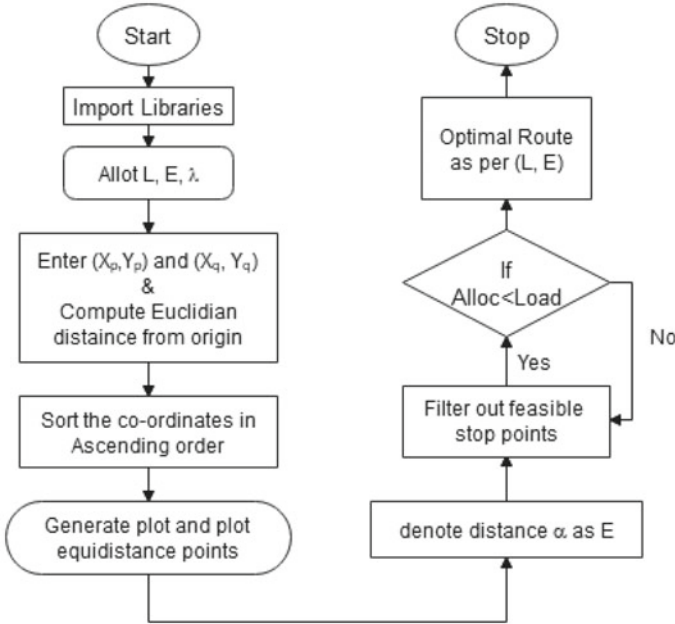 Start
Import Libraries
Allot L, E, λ
Enter (Xp,Yp) and (Xq, Yq)
&
Compute Euclidian
distaince from origin
Sort the co-ordinates in
Ascending order
Generate plot and plot
equidistance points
denote distance α as E
Filter out feasible
stop points
Yes
No
If
Alloc<Load
Optimal Route
as per (L, E)
Stop